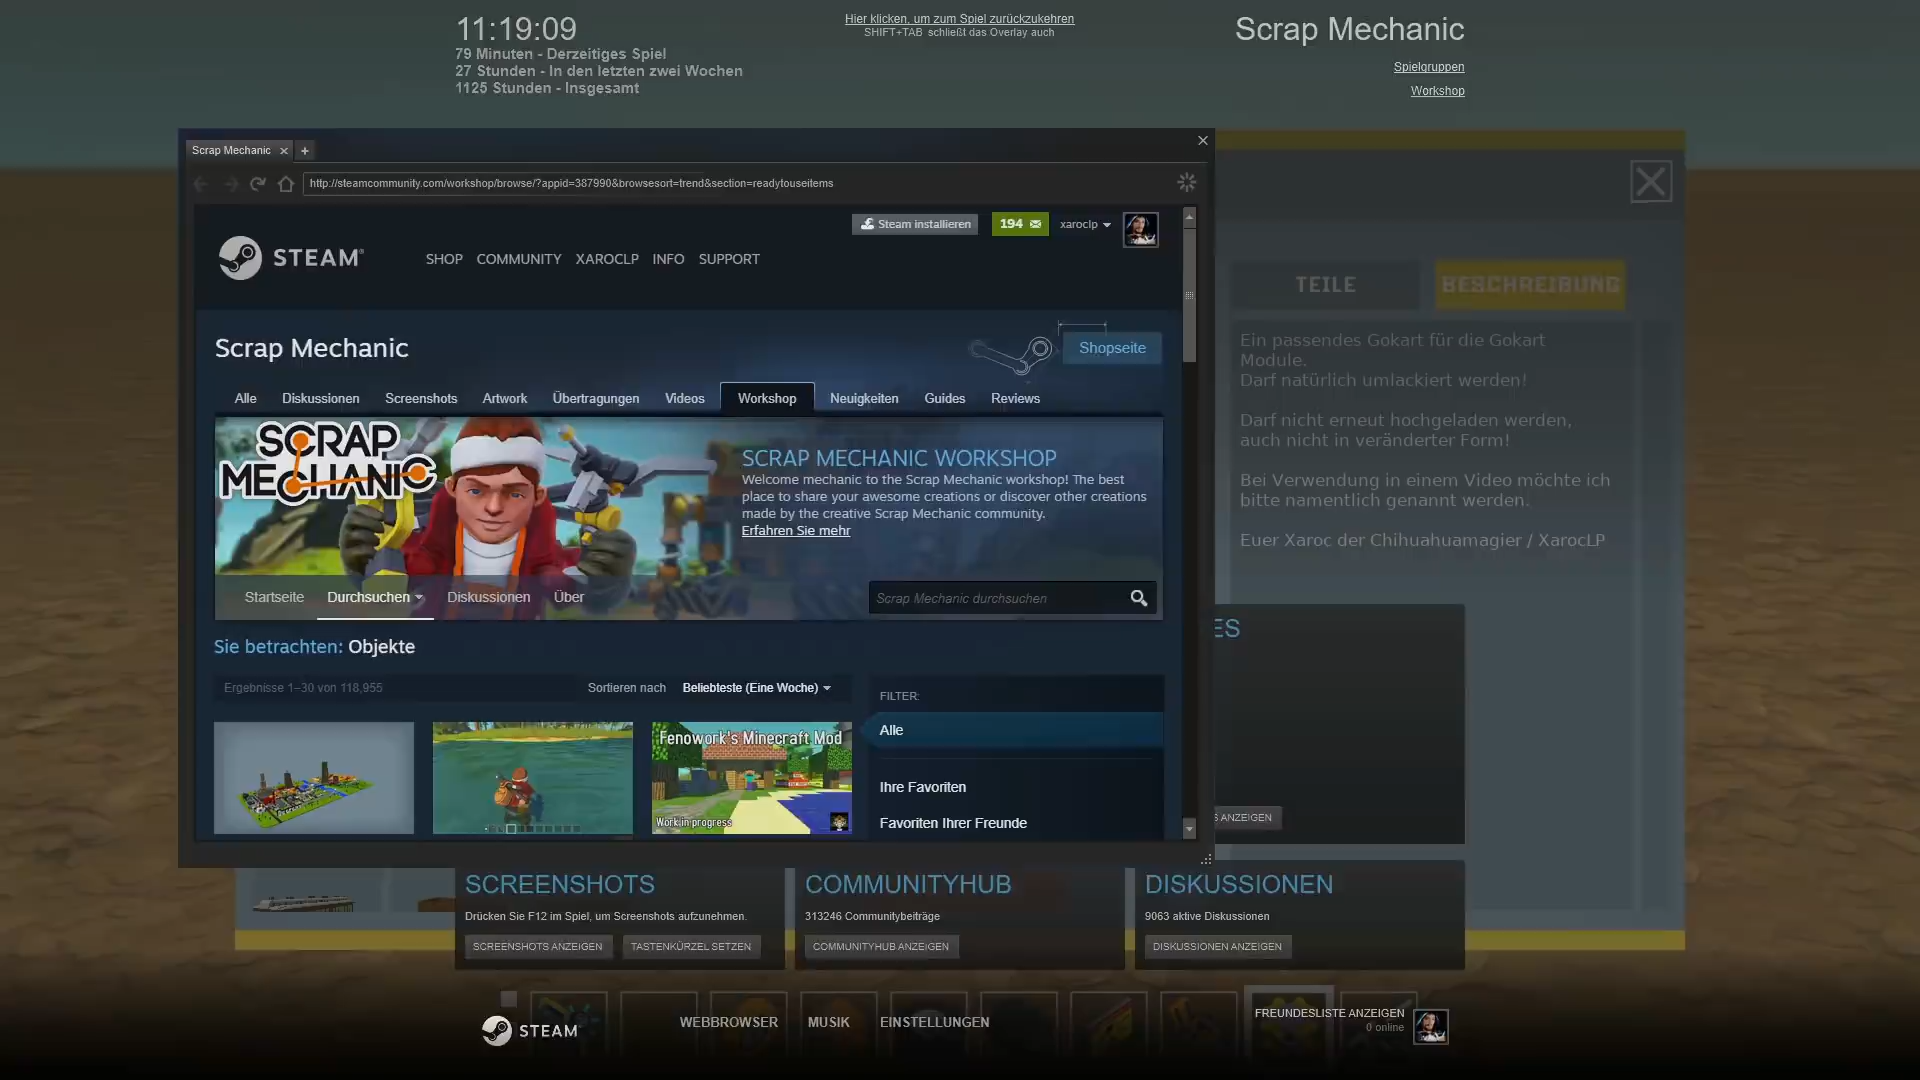 11:19:09
79 Minuten - Derzeitiges Spiel
27 Stunden - In den letzten zwei Wochen
1125 Stunden - Insgesamt
Hier klicken, um zum Spiel zurückzukehren
SHIFT+TAB schließt das Overlay auch
Scrap Mechanic
Spielgruppen
Workshop
Scrap Mechanic
http://steamcommunity.com/workshop/browse/?appid=387990&browsesort=trend&section=readytouseitems
Steam installieren
194
xaroclp
STEAM
SHOP COMMUNITY XAROCLP INFO SUPPORT
Scrap Mechanic
Shopseite
Alle Diskussionen Screenshots Artwork Übertragungen Videos Workshop Neuigkeiten Guides Reviews
SCRAP MECHANIC
SCRAP MECHANIC WORKSHOP
Welcome mechanic to the Scrap Mechanic workshop! The best
place to share your awesome creations or discover other creations
made by the creative Scrap Mechanic community.
Erfahren Sie mehr
Startseite Durchsuchen Diskussionen Über
Scrap Mechanic durchsuchen
Sie betrachten: Objekte
Ergebnisse 1–30 von 118,955
Sortieren nach Beliebteste (Eine Woche)
Fenowork's Minecraft Mod
Work in progress
FILTER:
Alle
Ihre Favoriten
Favoriten Ihrer Freunde
TEILE
BESCHREIBUNG
Ein passendes Gokart für die Gokart
Module.
Darf natürlich umlackiert werden!
Darf nicht erneut hochgeladen werden,
auch nicht in veränderter Form!
Bei Verwendung in einem Video möchte ich
bitte namentlich genannt werden.
Euer Xaroc der Chihuahuamagier / XarocLP
ES
S ANZEIGEN
SCREENSHOTS
Drücken Sie F12 im Spiel, um Screenshots aufzunehmen.
SCREENSHOTS ANZEIGEN
TASTENKÜRZEL SETZEN
COMMUNITYHUB
313246 Communitybeiträge
COMMUNITYHUB ANZEIGEN
DISKUSSIONEN
9063 aktive Diskussionen
DISKUSSIONEN ANZEIGEN
STEAM
WEBBROWSER MUSIK EINSTELLUNGEN
FREUNDESLISTE ANZEIGEN
0 online